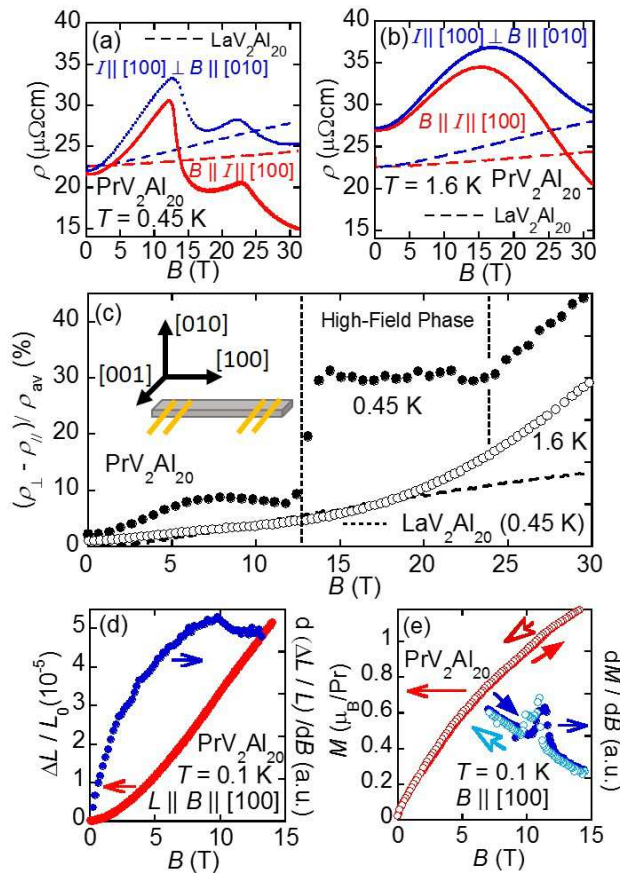 (a)
LaV2Al20
I|| [100] ⊥ B || [010]
B || I || [100]
PrV2Al20
T = 0.45 K
ρ (μΩcm)
40
35
30
25
20
15
0 5 10 15 20 25 30
B (T)
(b)
I|| [100] ⊥ B || [010]
B || I || [100]
T = 1.6 K PrV2Al20
LaV2Al20
ρ (μΩcm)
40
35
30
25
20
15
0 5 10 15 20 25 30
B (T)
(c)
High-Field Phase
[010]
[100]
[001]
0.45 K
1.6 K
PrV2Al20
LaV2Al20 (0.45 K)
(ρ⊥ - ρ//)/ ρav (%)
40
30
20
10
0
0 5 10 15 20 25 30
B (T)
(d)
PrV2Al20
T = 0.1 K
L || B || [100]
ΔL / L0(10-5)
d (ΔL / L) /dB (a.u.)
5
4
3
2
1
0
0 5 10 15
B (T)
(e)
PrV2Al20
T = 0.1 K
B || [100]
M (μB/Pr)
dM / dB (a.u.)
1
0.8
0.6
0.4
0.2
0
0 5 10 15
B (T)